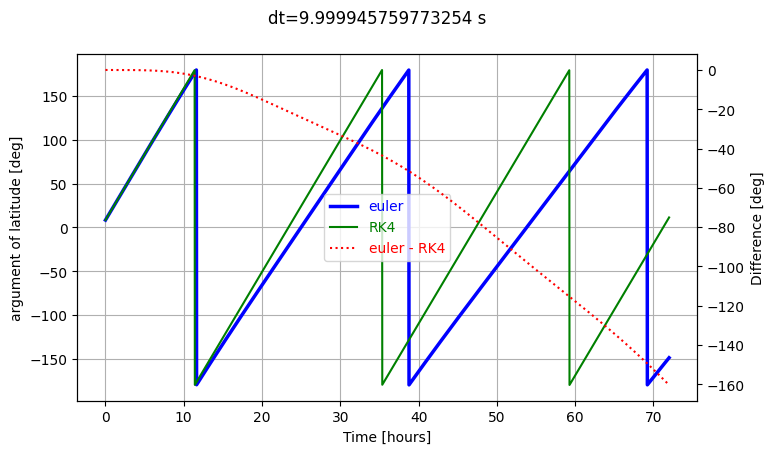 dt=9.999945759773254 s
argument of latitude [deg]
150
100
50
0
−50
−100
−150
0
−20
−40
−60
−80
−100
−120
−140
−160
Difference [deg]
euler
RK4
euler - RK4
0 10 20 30 40 50 60 70
Time [hours]